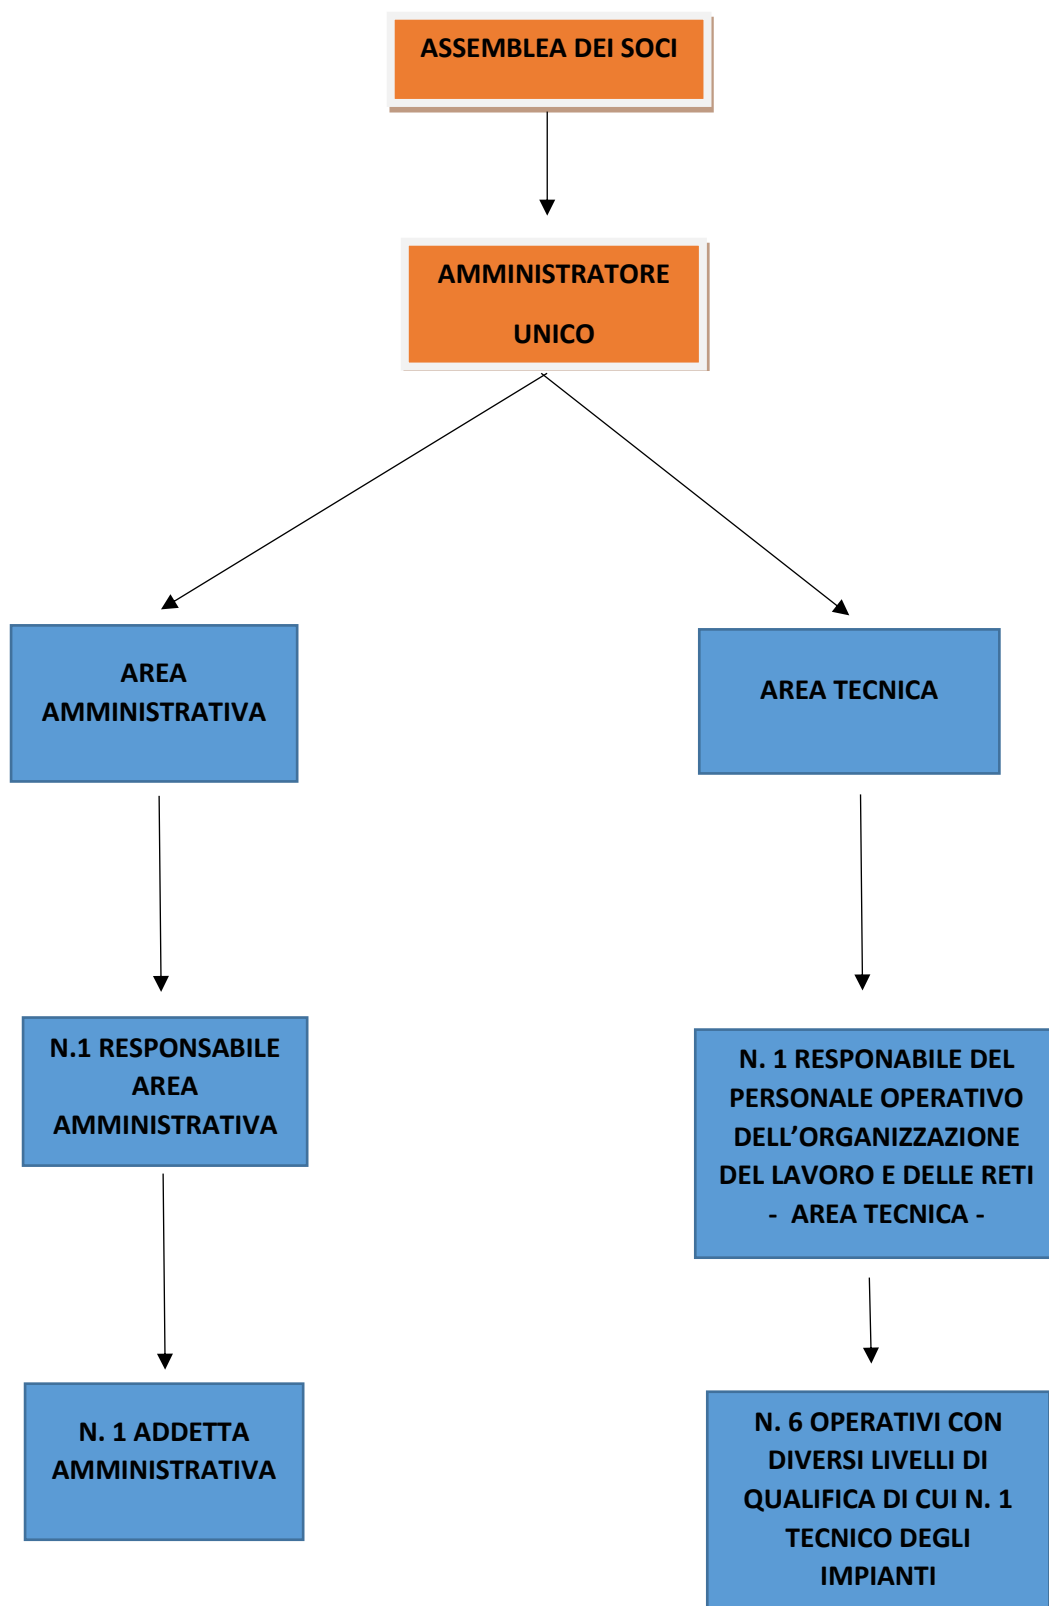 ASSEMBLEA DEI SOCI
AMMINISTRATORE
UNICO
AREA
AMMINISTRATIVA
AREA TECNICA
N.1 RESPONSABILE
AREA
AMMINISTRATIVA
N. 1 RESPONABILE DEL
PERSONALE OPERATIVO
DELL’ORGANIZZAZIONE
DEL LAVORO E DELLE RETI
- AREA TECNICA -
N. 1 ADDETTA
AMMINISTRATIVA
N. 6 OPERATIVI CON
DIVERSI LIVELLI DI
QUALIFICA DI CUI N. 1
TECNICO DEGLI
IMPIANTI